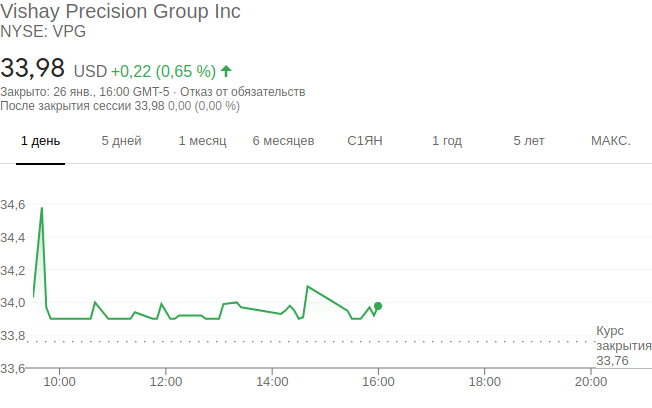 Vishay Precision Group Inc
NYSE: VPG
33,98 USD +0,22 (0,65 %)
Закрыто: 26 янв., 16:00 GMT-5 · Отказ от обязательств
После закрытия сессии 33,98 0,00 (0,00 %)
1 день 5 дней 1 месяц 6 месяцев С1ЯН 1 год 5 лет МАКС.
34,6
34,4
34,2
34,0
33,8
33,6
Курс
закрытия
33,76
10:00 12:00 14:00 16:00 18:00 20:00